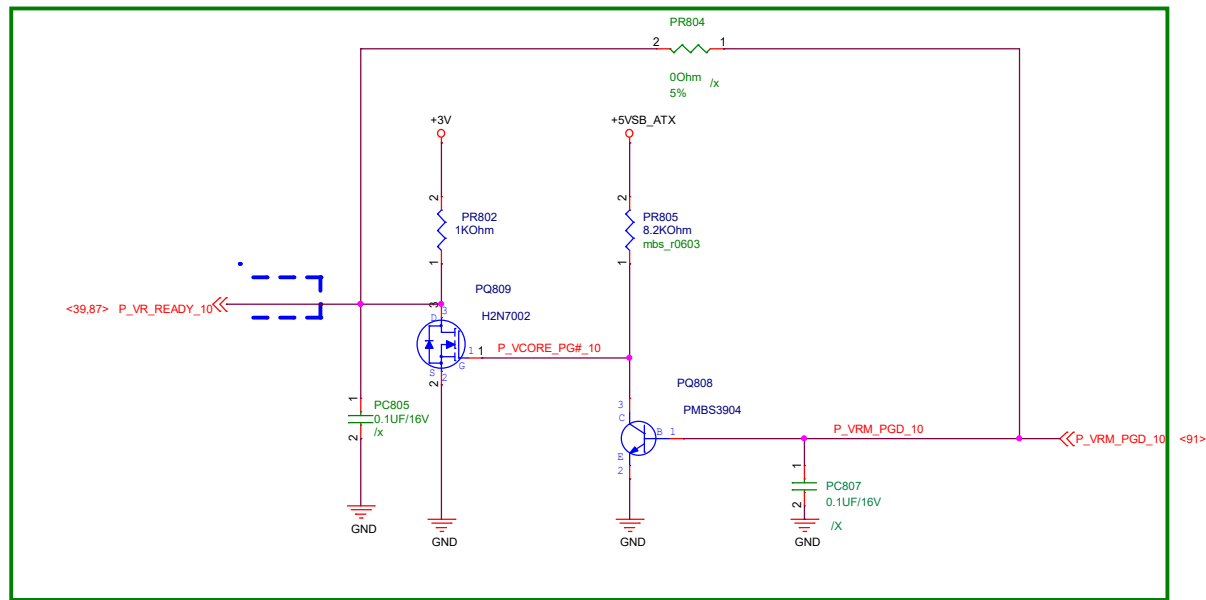 PR804
2
1
0Ohm
/x
5%
+3V
+5VSB_ATX
2
2
PR802
1KOhm
PR805
8.2KOhm
mbs_r0603
1
1
PQ809
H2N7002
<39,87> P_VR_READY_10
3
3
D
1
1
G
S
2
2
P_VCORE_PG#_10
PQ808
PMBS3904
3
C
B
1
E
2
P_VRM_PGD_10
P_VRM_PGD_10 <91>
1
PC805
0.1UF/16V
2
/x
1
PC807
0.1UF/16V
2
/X
GND
GND
GND
GND